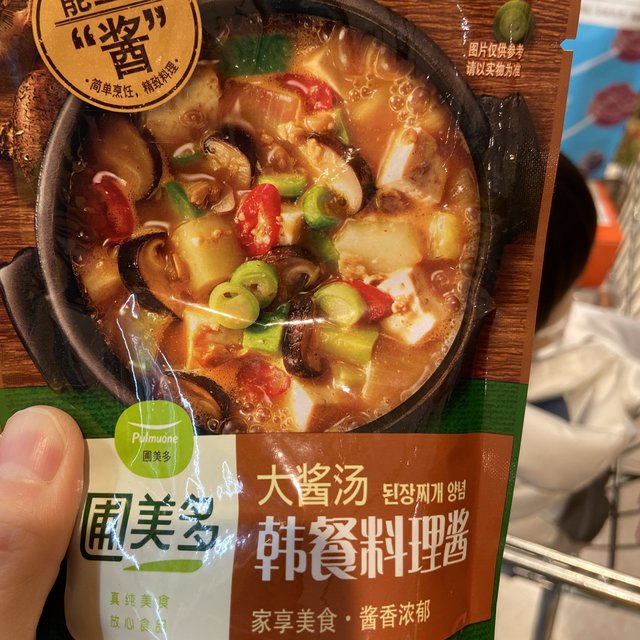 “酱”
·简单烹饪，精致料理·
图片仅供参考
请以实物为准
Pulmuone
圃美多
圃美多
真纯美食
放心食品
大酱汤 된장찌개 양념
韩餐料理酱
家享美食·酱香浓郁